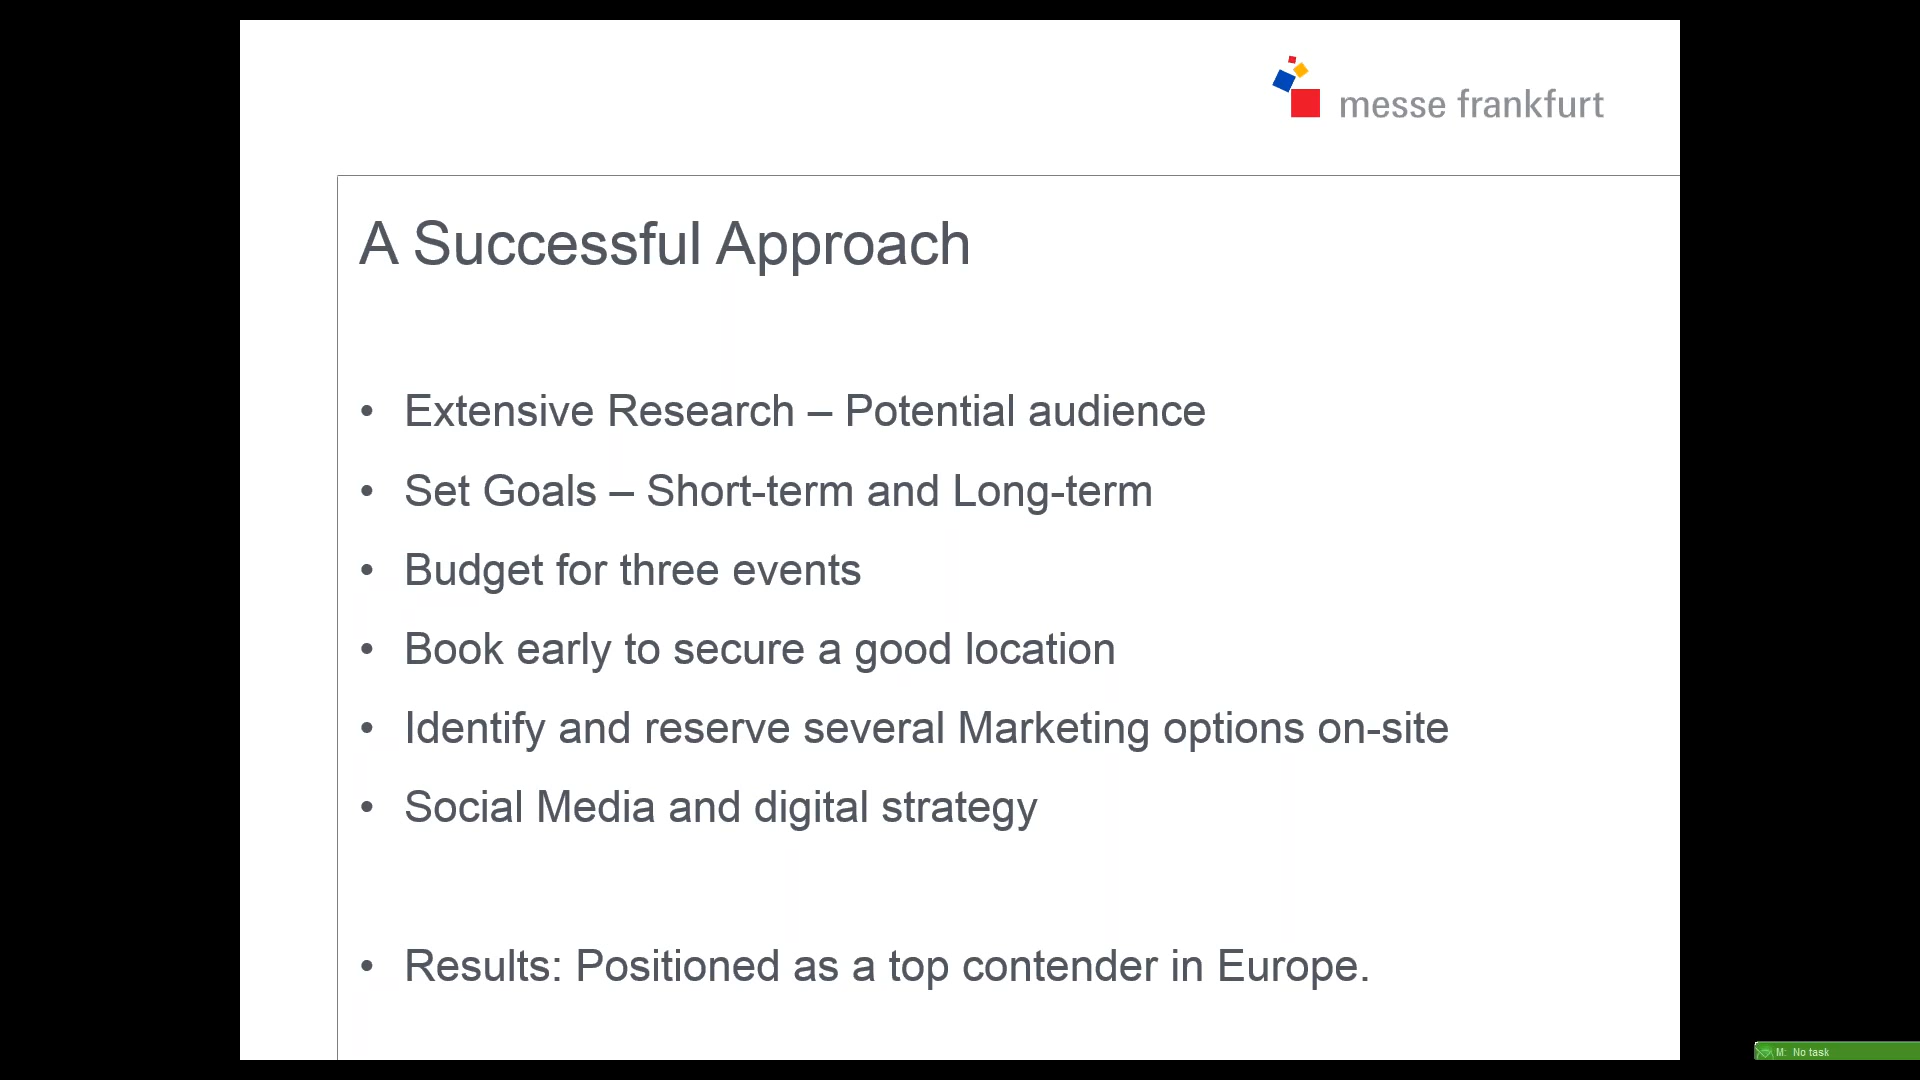 messe frankfurt
A Successful Approach
• Extensive Research – Potential audience
• Set Goals – Short-term and Long-term
• Budget for three events
• Book early to secure a good location
• Identify and reserve several Marketing options on-site
• Social Media and digital strategy
• Results: Positioned as a top contender in Europe.
M: No task